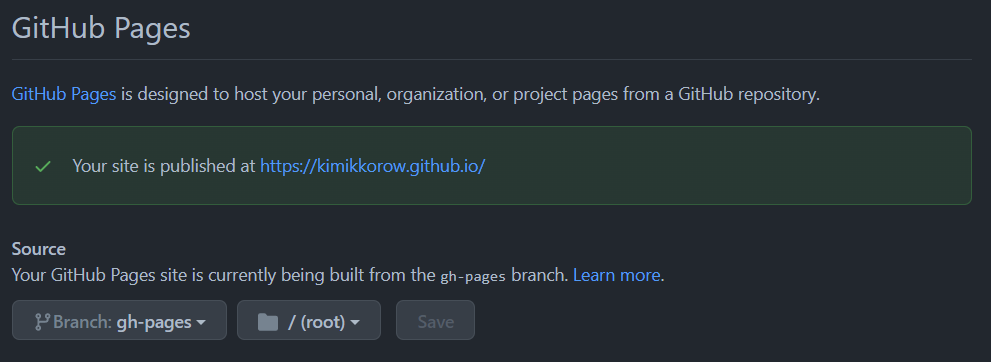 GitHub Pages
GitHub Pages is designed to host your personal, organization, or project pages from a GitHub repository.
Your site is published at https://kimikkorow.github.io/
Source
Your GitHub Pages site is currently being built from the gh-pages branch. Learn more.
Branch: gh-pages / (root) Save